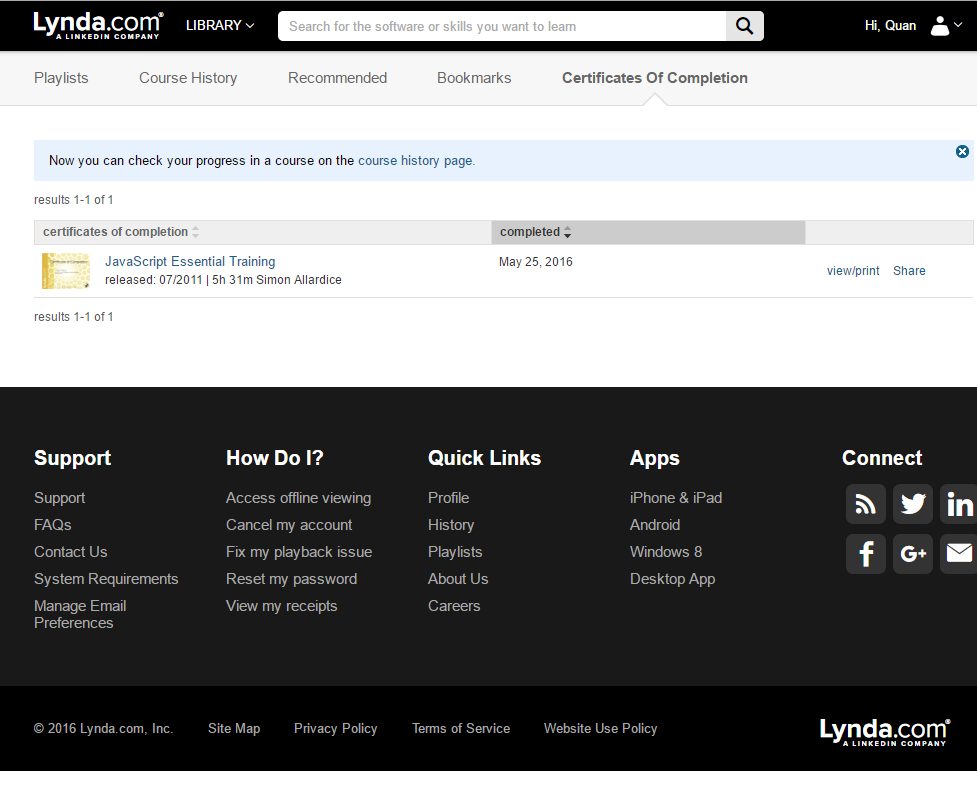 Lynda.com®
A LINKEDIN COMPANY
LIBRARY
Search for the software or skills you want to learn
Hi, Quan
Playlists
Course History
Recommended
Bookmarks
Certificates Of Completion
Now you can check your progress in a course on the course history page.
results 1-1 of 1
certificates of completion
completed
JavaScript Essential Training
released: 07/2011 | 5h 31m Simon Allardice
May 25, 2016
view/print
Share
results 1-1 of 1
Support
Support
FAQs
Contact Us
System Requirements
Manage Email
Preferences
How Do I?
Access offline viewing
Cancel my account
Fix my playback issue
Reset my password
View my receipts
Quick Links
Profile
History
Playlists
About Us
Careers
Apps
iPhone & iPad
Android
Windows 8
Desktop App
Connect
in
f
G+
© 2016 Lynda.com, Inc.
Site Map
Privacy Policy
Terms of Service
Website Use Policy
Lynda.com®
A LINKEDIN COMPANY